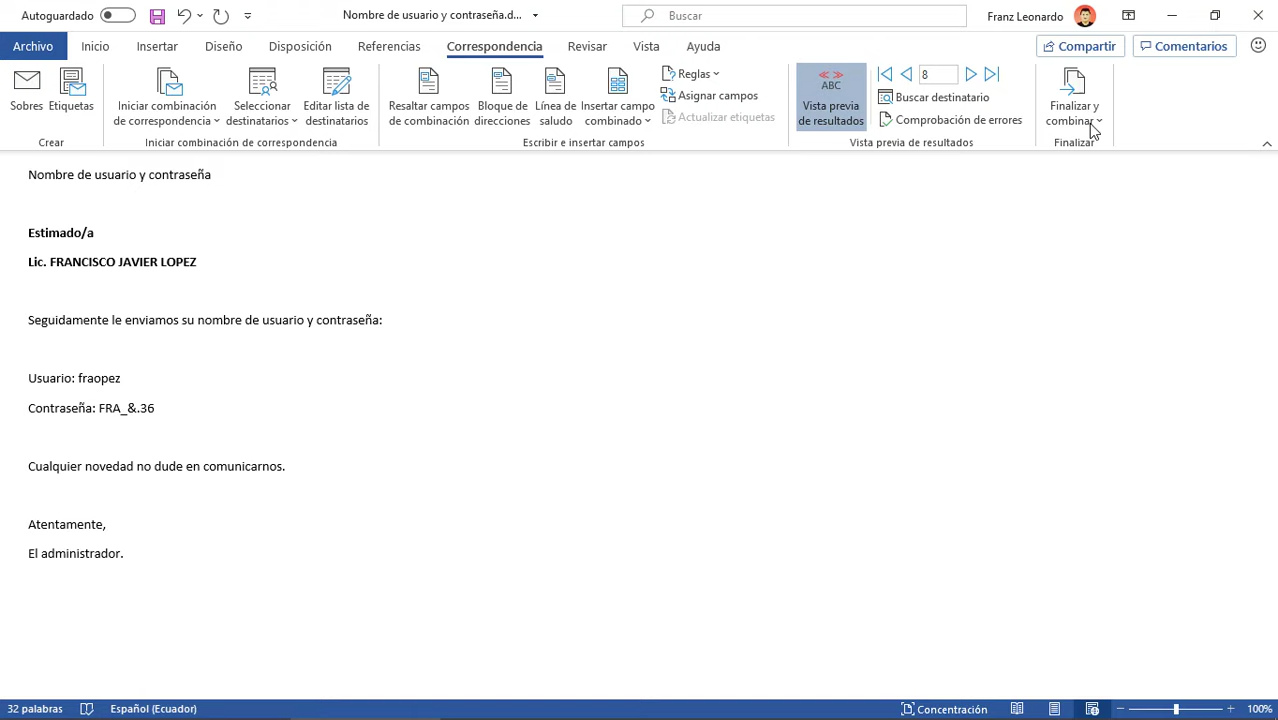 Autoguardado
Nombre de usuario y contraseña.d...
Buscar
Franz Leonardo
Archivo
Inicio
Insertar
Diseño
Disposición
Referencias
Correspondencia
Revisar
Vista
Ayuda
Compartir
Comentarios
Sobres
Etiquetas
Iniciar combinación de correspondencia
Seleccionar destinatarios
Editar lista de destinatarios
Resaltar campos de combinación
Bloque de direcciones
Línea de saludo
Insertar campo combinado
Reglas
Asignar campos
Actualizar etiquetas
ABC
Vista previa de resultados
8
Buscar destinatario
Comprobación de errores
Finalizar y combinar
Crear
Iniciar combinación de correspondencia
Escribir e insertar campos
Vista previa de resultados
Finalizar
Nombre de usuario y contraseña
Estimado/a
Lic. FRANCISCO JAVIER LOPEZ
Seguidamente le enviamos su nombre de usuario y contraseña:
Usuario: fraopez
Contraseña: FRA_&.36
Cualquier novedad no dude en comunicarnos.
Atentamente,
El administrador.
32 palabras
Español (Ecuador)
Concentración
100%